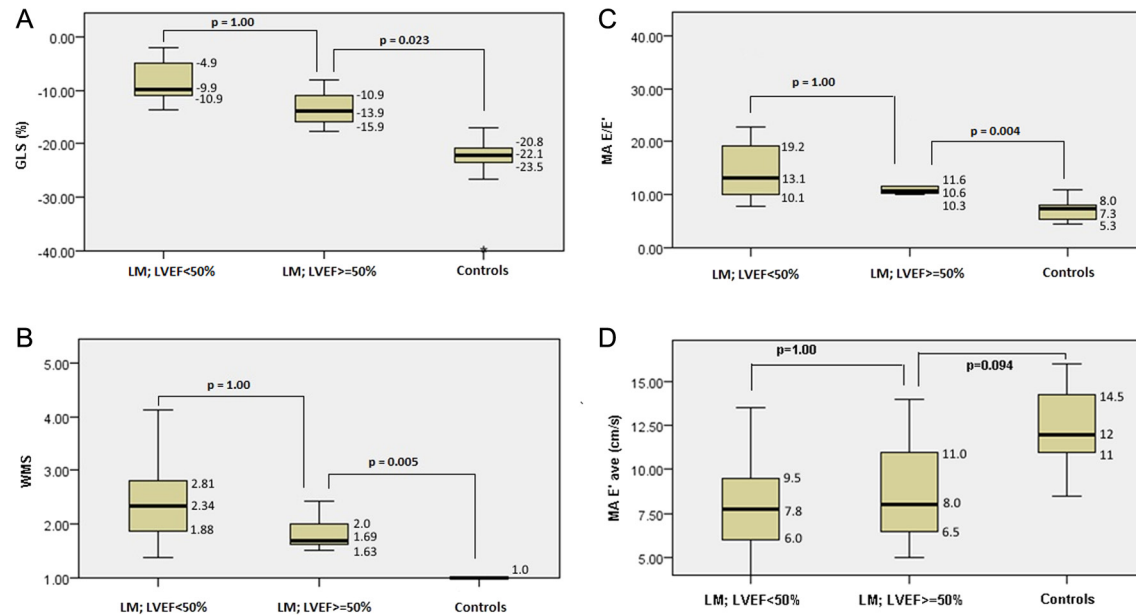 A
p = 1.00
p = 0.023
0.00
-10.00
-20.00
-30.00
-40.00
GLS (%)
-4.9
-9.9
-10.9
-10.9
-13.9
-15.9
-20.8
-22.1
-23.5
*
LM; LVEF<50%
LM; LVEF>=50%
Controls
B
p = 1.00
p = 0.005
5.00
4.00
3.00
2.00
1.00
WMS
2.81
2.34
1.88
2.0
1.69
1.63
1.0
LM; LVEF<50%
LM; LVEF>=50%
Controls
C
p = 1.00
p = 0.004
40.00
30.00
20.00
10.00
0.00
MA E/E'
19.2
13.1
10.1
11.6
10.6
10.3
8.0
7.3
5.3
LM; LVEF<50%
LM; LVEF>=50%
Controls
D
p=1.00
p=0.094
15.00
12.50
10.00
7.50
5.00
MA E' ave (cm/s)
9.5
7.8
6.0
11.0
8.0
6.5
14.5
12
11
LM; LVEF<50%
LM; LVEF>=50%
Controls